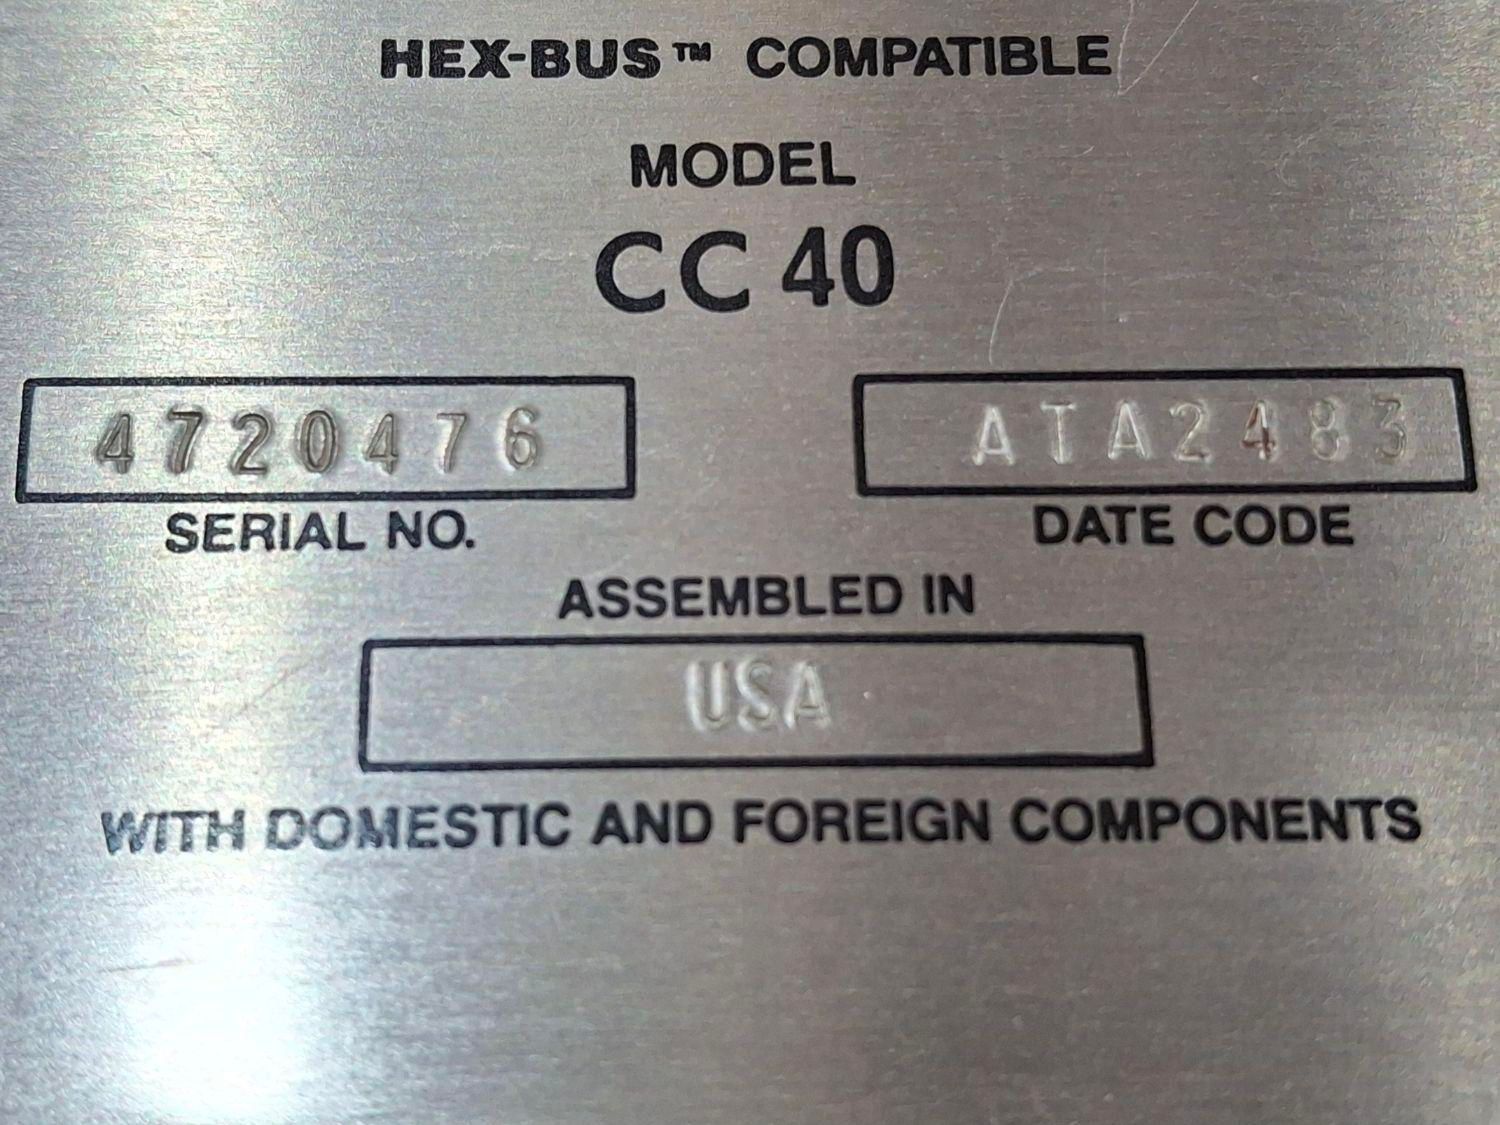 HEX-BUS™ COMPATIBLE
MODEL
CC 40
4720476 ATA2483
SERIAL NO. DATE CODE
ASSEMBLED IN
USA
WITH DOMESTIC AND FOREIGN COMPONENTS